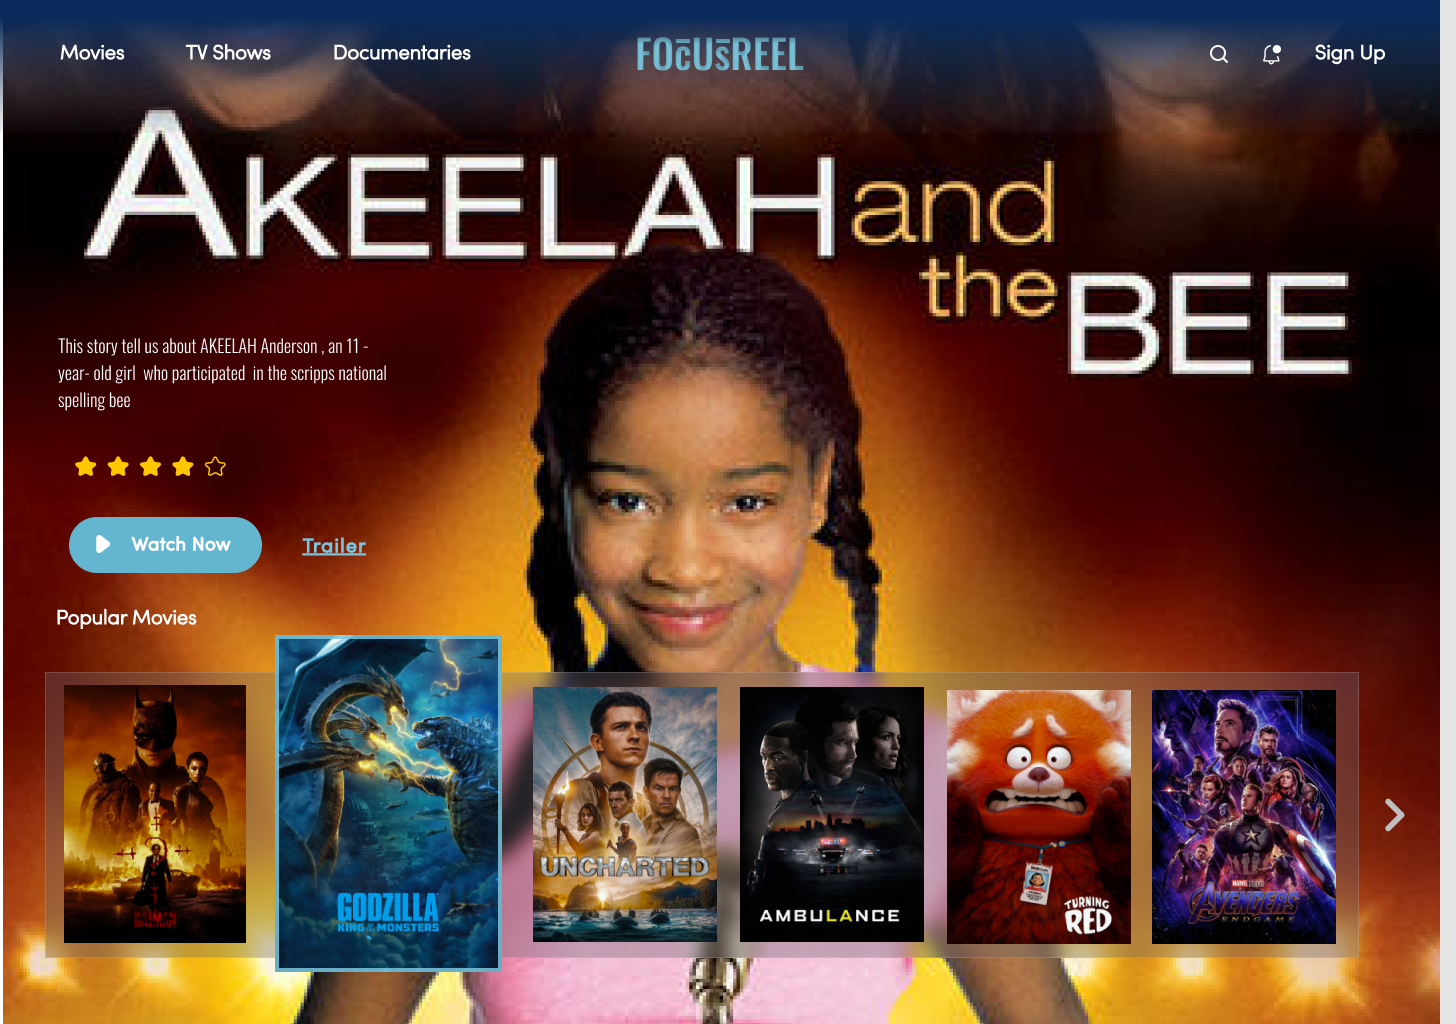 Movies TV Shows Documentaries FOcUsREEL Sign Up
AKEELAH and
the BEE
This story tell us about AKEELAH Anderson , an 11 -
year- old girl who participated in the scripps national
spelling bee
Watch Now Trailer
Popular Movies
BATMAN
GODZILLA
KING OF THE MONSTERS
UNCHARTED
AMBULANCE
TURNING
RED
MARVEL STUDIOS
AVENGERS
ENDGAME